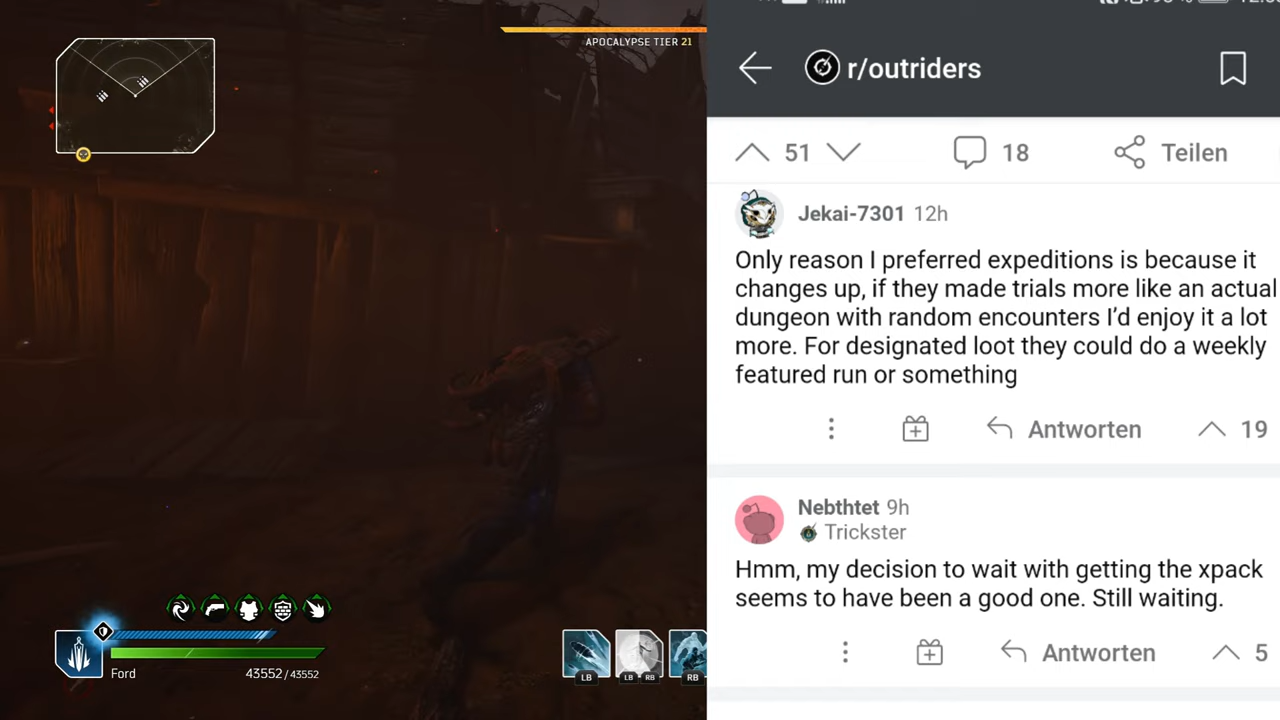 APOCALYPSE TIER 21
r/outriders
51
18
Teilen
Jekai-7301 12h
Only reason I preferred expeditions is because it
changes up, if they made trials more like an actual
dungeon with random encounters I'd enjoy it a lot
more. For designated loot they could do a weekly
featured run or something
Antworten
19
Nebthtet 9h
Trickster
Hmm, my decision to wait with getting the xpack
seems to have been a good one. Still waiting.
Antworten
5
Ford
43552 / 43552
LB
LB RB
RB